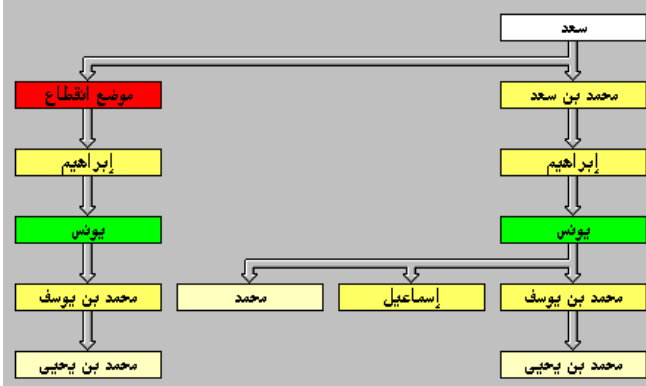 سعد
محمد بن سعد
موضع انقطاع
إبراهيم
إبراهيم
يونس
يونس
محمد بن يوسف
إسماعيل
محمد
محمد بن يوسف
محمد بن يحيى
محمد بن يحيى